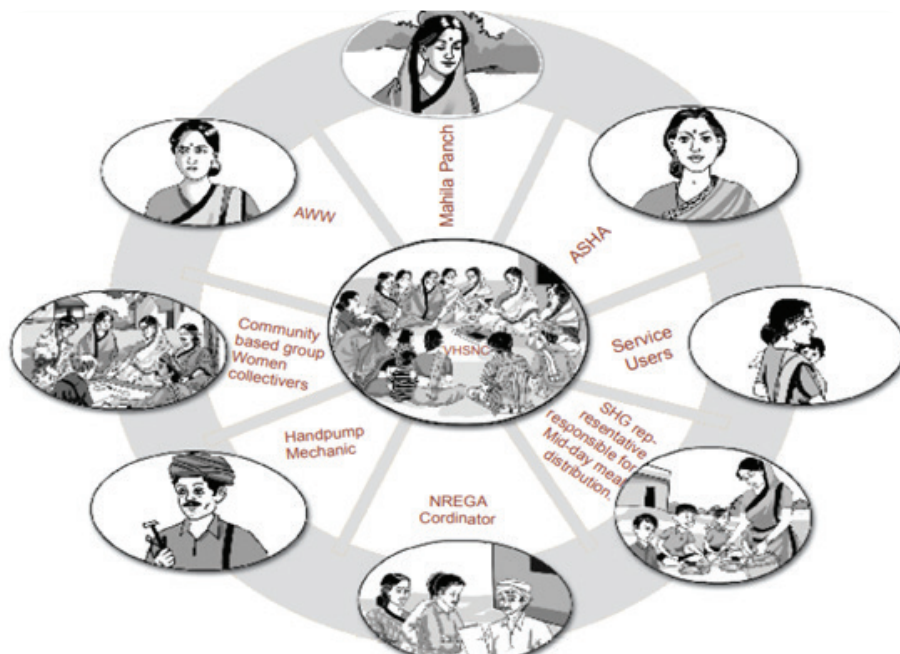 Mahila Panch
ASHA
Service
Users
SHG rep-
resentative
responsible for
Mid-day meal
distribution.
NREGA
Cordinator
Handpump
Mechanic
Community
based group
Women
collectivers
AWW
VHSNC